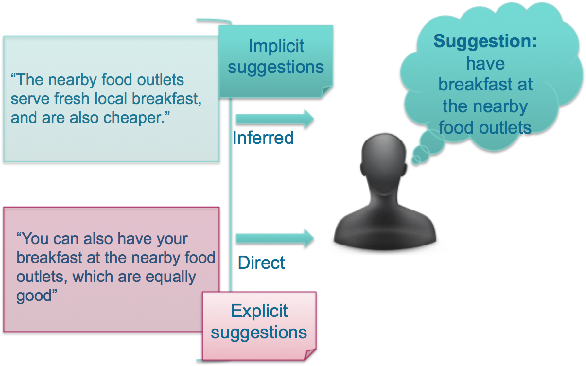 “The nearby food outlets
serve fresh local breakfast,
and are also cheaper.”
Implicit
suggestions
Inferred
“You can also have your
breakfast at the nearby food
outlets, which are equally
good”
Direct
Explicit
suggestions
Suggestion:
have
breakfast at
the nearby
food outlets